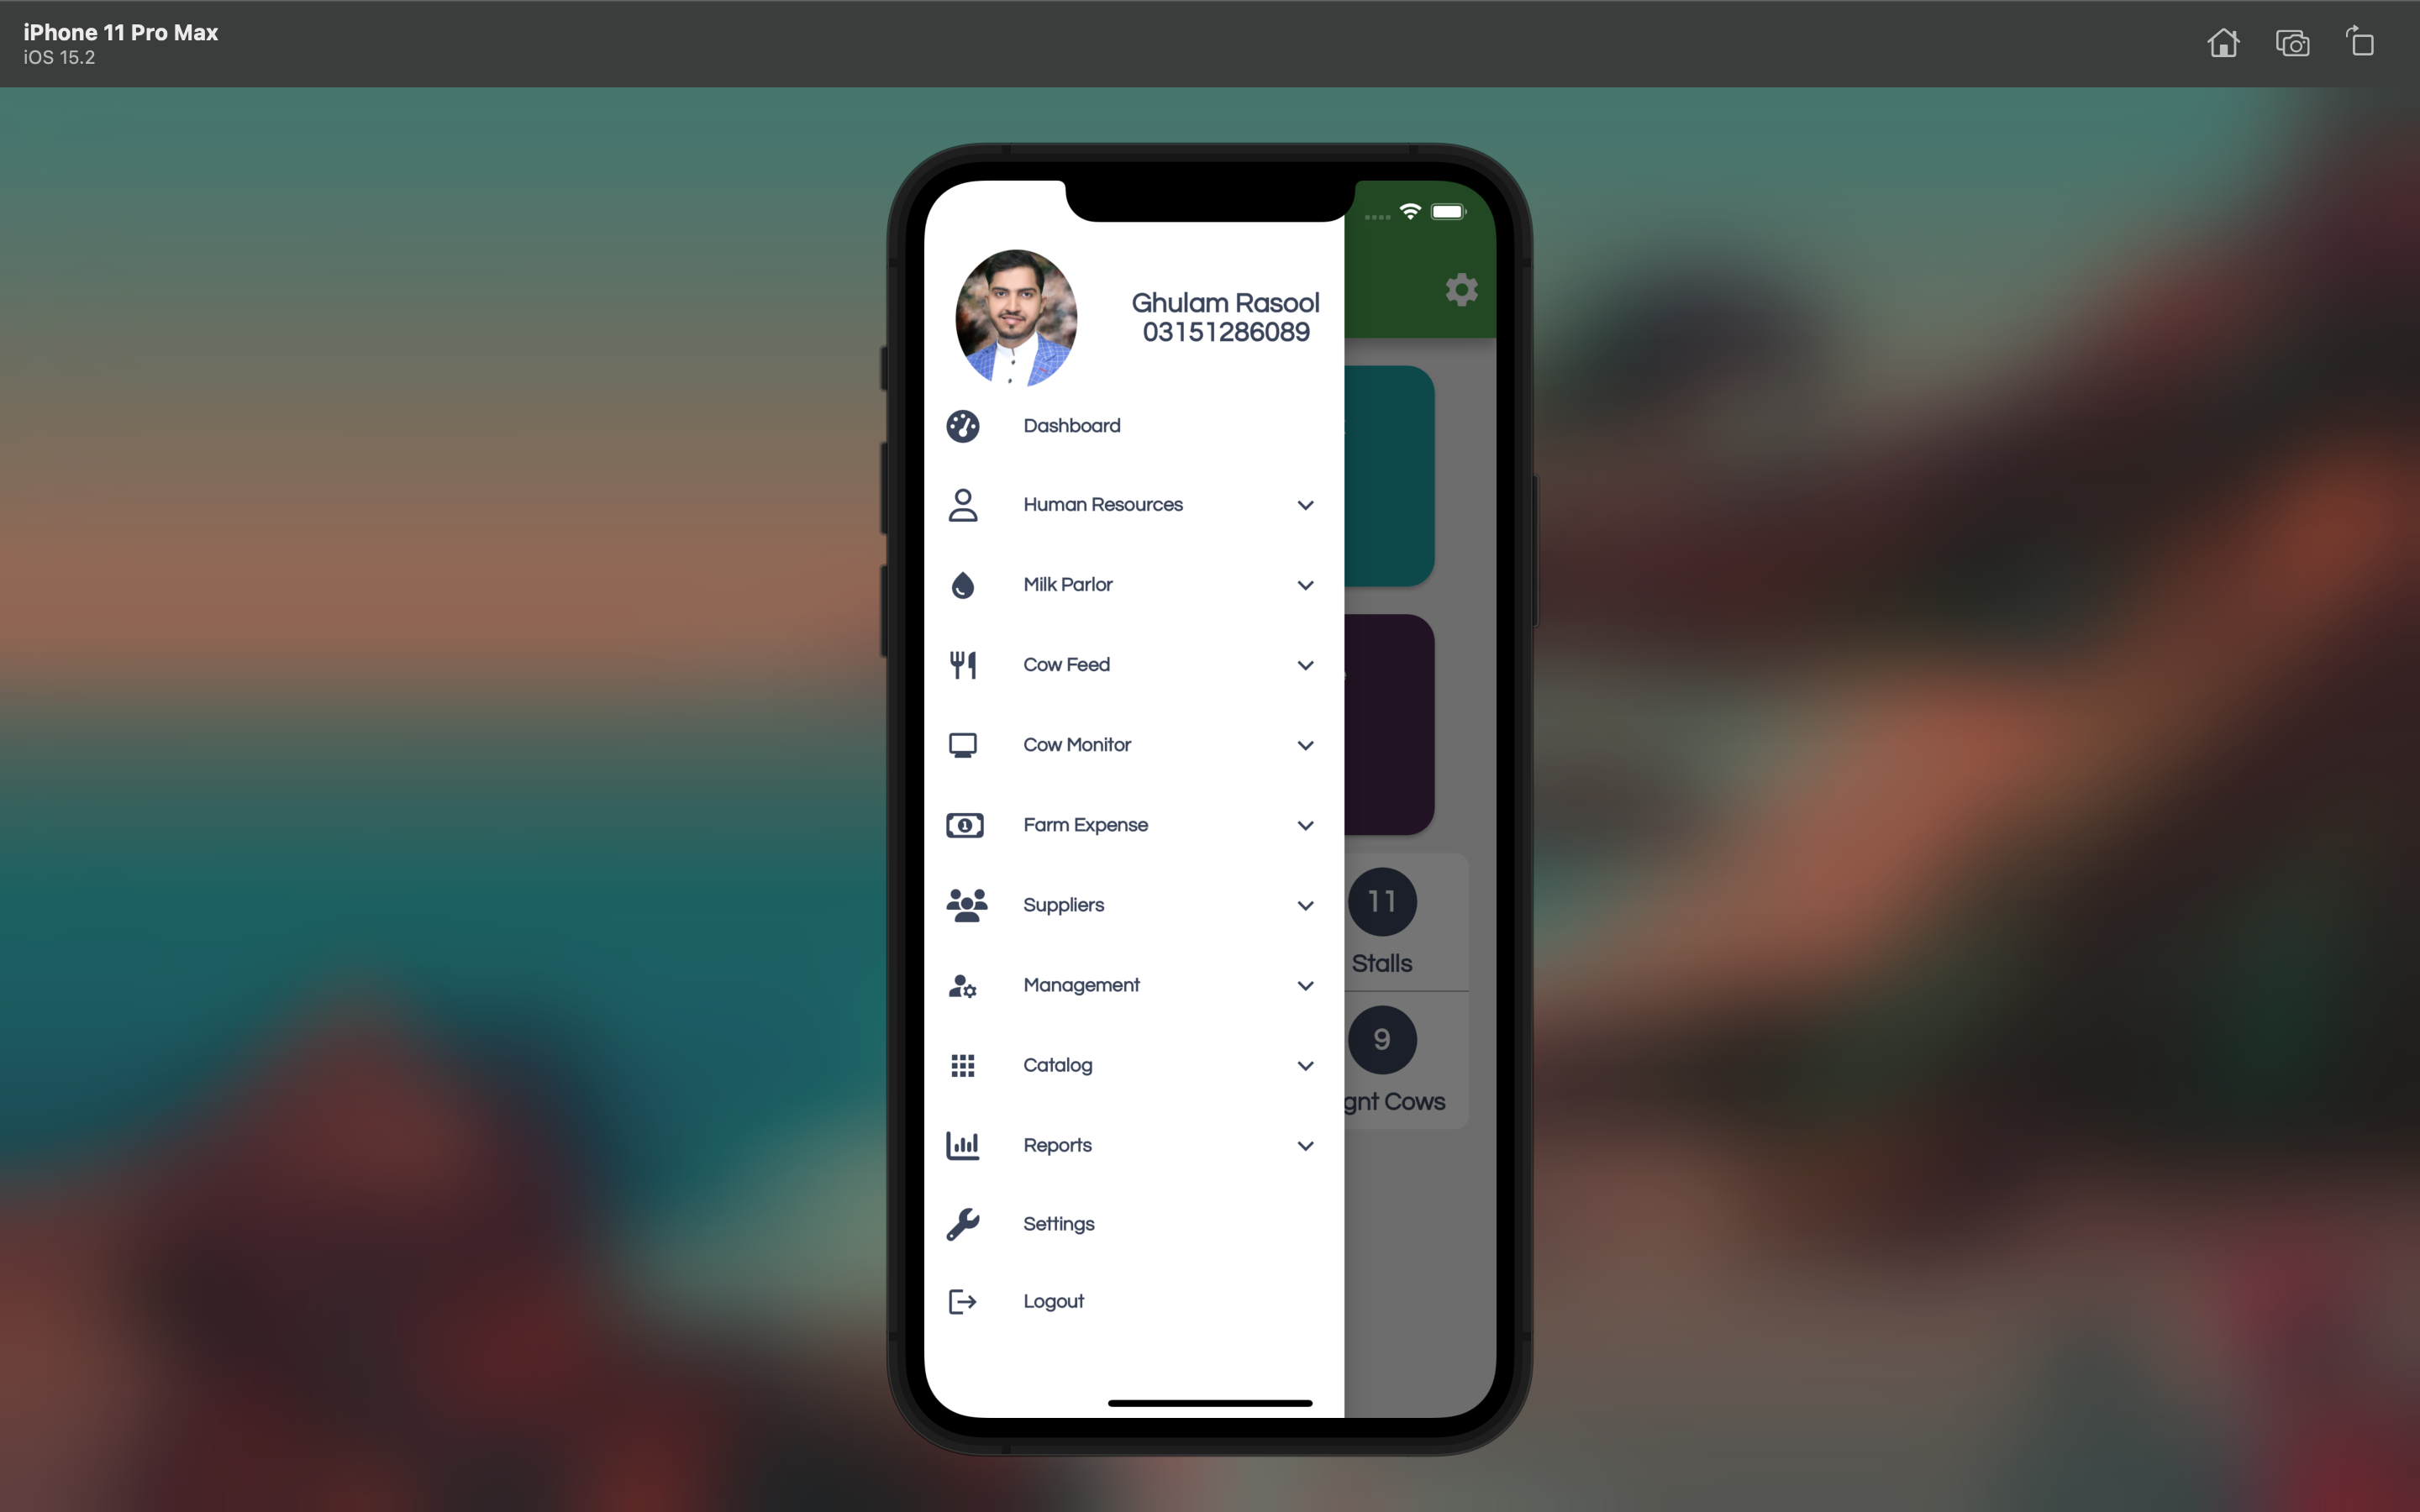 iPhone 11 Pro Max
iOS 15.2
Ghulam Rasool
03151286089
Dashboard
Human Resources
Milk Parlor
Cow Feed
Cow Monitor
Farm Expense
Suppliers
Management
Catalog
Reports
Settings
Logout
11
Stalls
9
gnt Cows